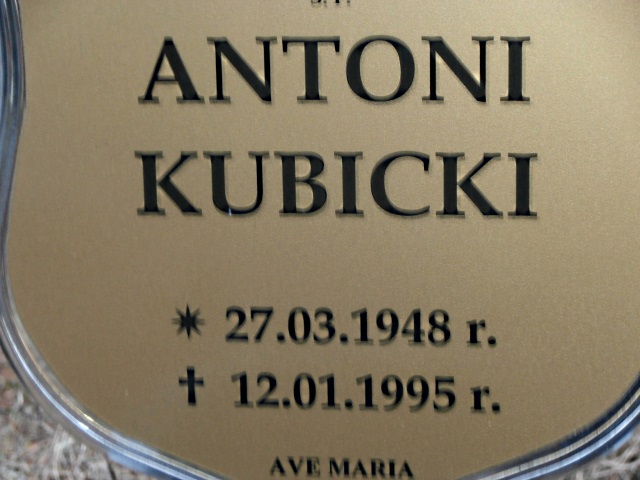 ANTONI
KUBICKI
✴ 27.03.1948 r.
✝ 12.01.1995 r.
AVE MARIA